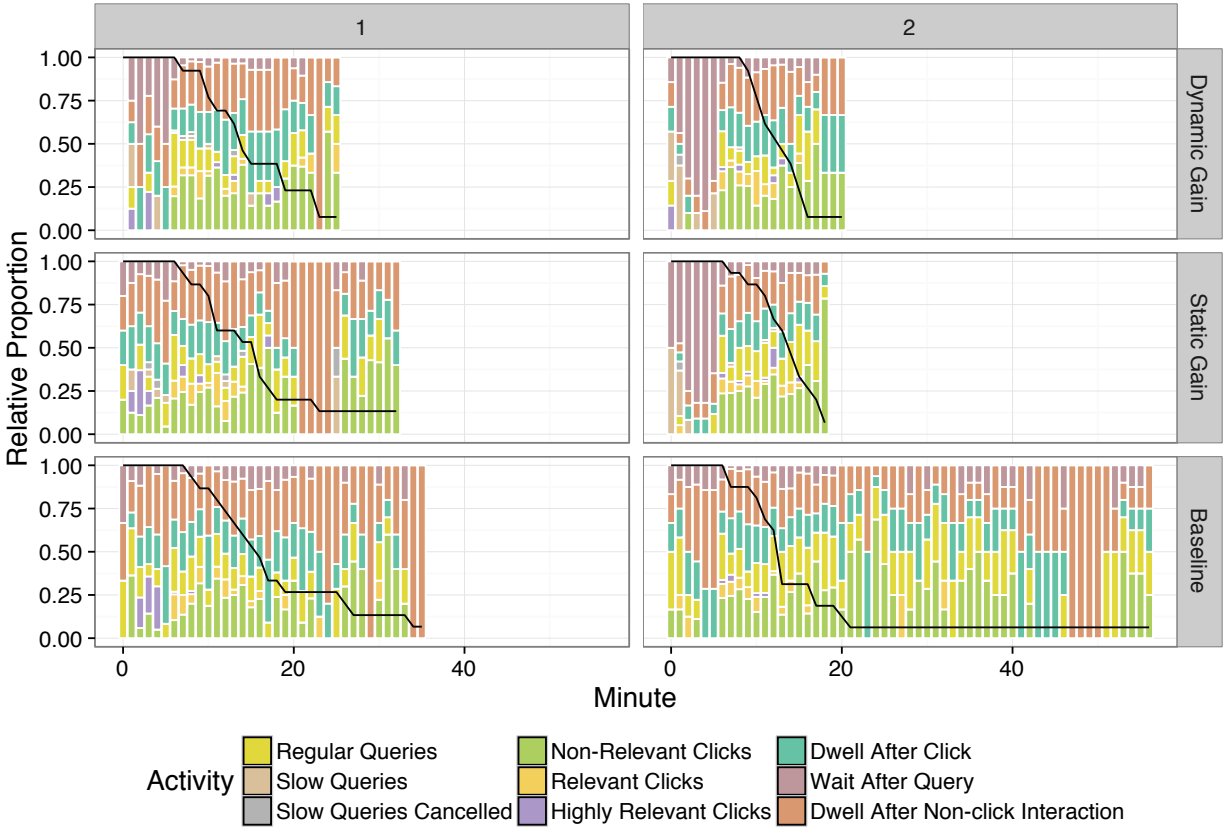 1
2
1.00
0.75
0.50
0.25
0.00
Dynamic Gain
1.00
0.75
0.50
0.25
0.00
Static Gain
1.00
0.75
0.50
0.25
0.00
Baseline
Relative Proportion
0
20
40
0
20
40
Minute
Activity
Regular Queries
Slow Queries
Slow Queries Cancelled
Non-Relevant Clicks
Relevant Clicks
Highly Relevant Clicks
Dwell After Click
Wait After Query
Dwell After Non-click Interaction